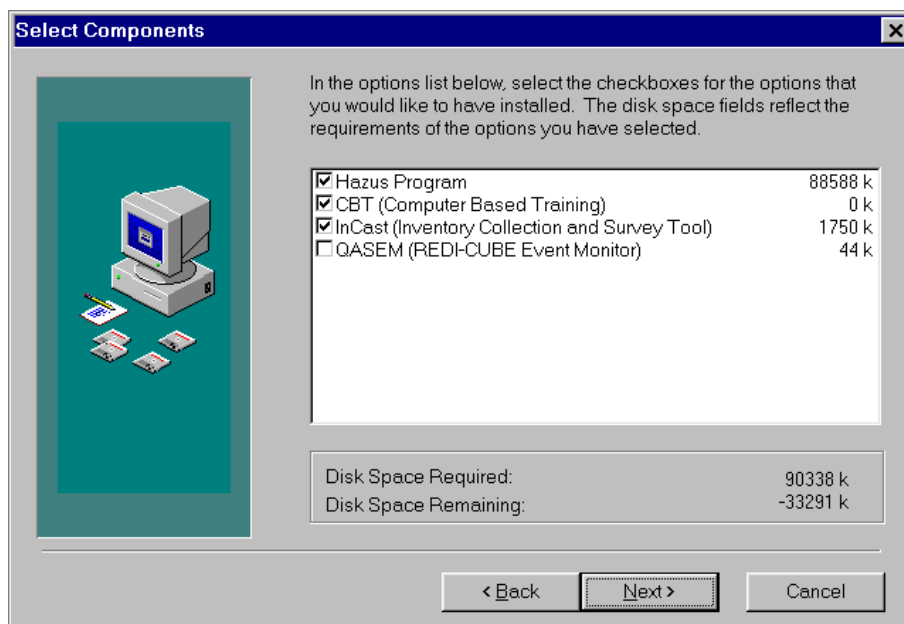 Select Components
In the options list below, select the checkboxes for the options that
you would like to have installed. The disk space fields reflect the
requirements of the options you have selected.
Hazus Program 88588 k
CBT (Computer Based Training) 0 k
InCast (Inventory Collection and Survey Tool) 1750 k
QASEM (REDI-CUBE Event Monitor) 44 k
Disk Space Required: 90338 k
Disk Space Remaining: -33291 k
< Back Next > Cancel